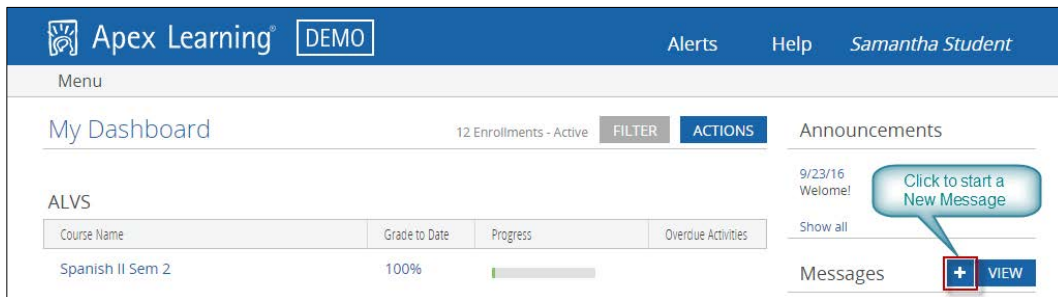 Apex Learning® DEMO Alerts Help Samantha Student
Menu
My Dashboard 12 Enrollments - Active FILTER ACTIONS
ALVS
Course Name Grade to Date Progress Overdue Activities
Spanish II Sem 2 100%
Announcements
9/23/16
Welome!
Show all
Click to start a
New Message
Messages + VIEW